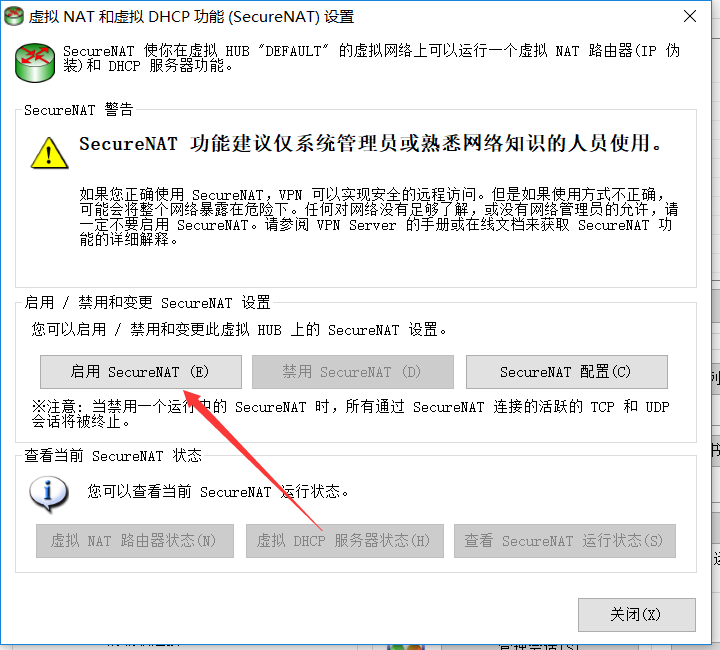 虚拟 NAT 和虚拟 DHCP 功能 (SecureNAT) 设置
SecureNAT 使你在虚拟 HUB "DEFAULT" 的虚拟网络上可以运行一个虚拟 NAT 路由器(IP 伪
装)和 DHCP 服务器功能。
SecureNAT 警告
SecureNAT 功能建议仅系统管理员或熟悉网络知识的人员使用。
如果您正确使用 SecureNAT，VPN 可以实现安全的远程访问。但是如果使用方式不正确，
可能会将整个网络暴露在危险下。任何对网络没有足够了解，或没有网络管理员的允许，请
一定不要启用 SecureNAT。请参阅 VPN Server 的手册或在线文档来获取 SecureNAT 功
能的详细解释。
启用 / 禁用和变更 SecureNAT 设置
您可以启用 / 禁用和变更此虚拟 HUB 上的 SecureNAT 设置。
启用 SecureNAT (E)
禁用 SecureNAT (D)
SecureNAT 配置(C)
※注意: 当禁用一个运行中的 SecureNAT 时，所有通过 SecureNAT 连接的活跃的 TCP 和 UDP
会话将被终止。
查看当前 SecureNAT 状态
您可以查看当前 SecureNAT 运行状态。
虚拟 NAT 路由器状态(N)
虚拟 DHCP 服务器状态(H)
查看 SecureNAT 运行状态(S)
关闭(X)